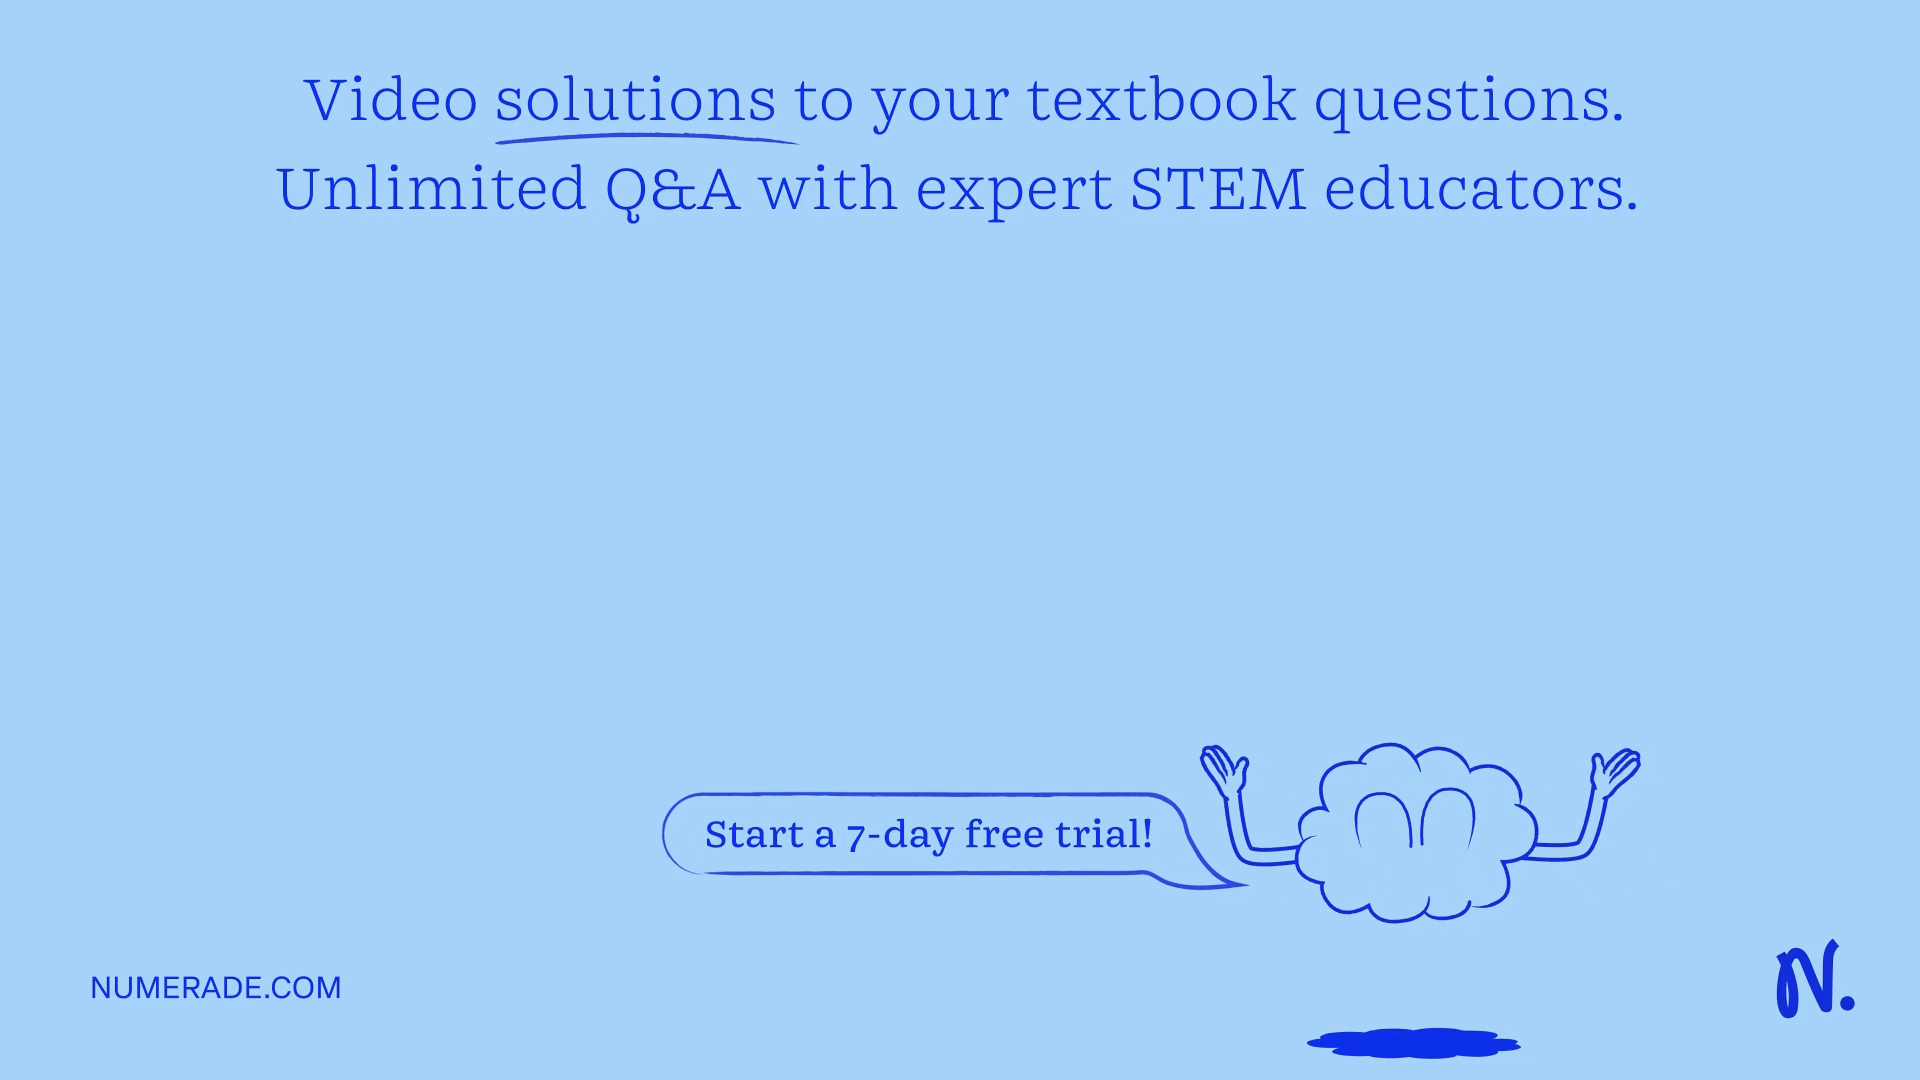 Video solutions to your textbook questions.
Unlimited Q&A with expert STEM educators.
Start a 7-day free trial!
NUMERADE.COM
N.